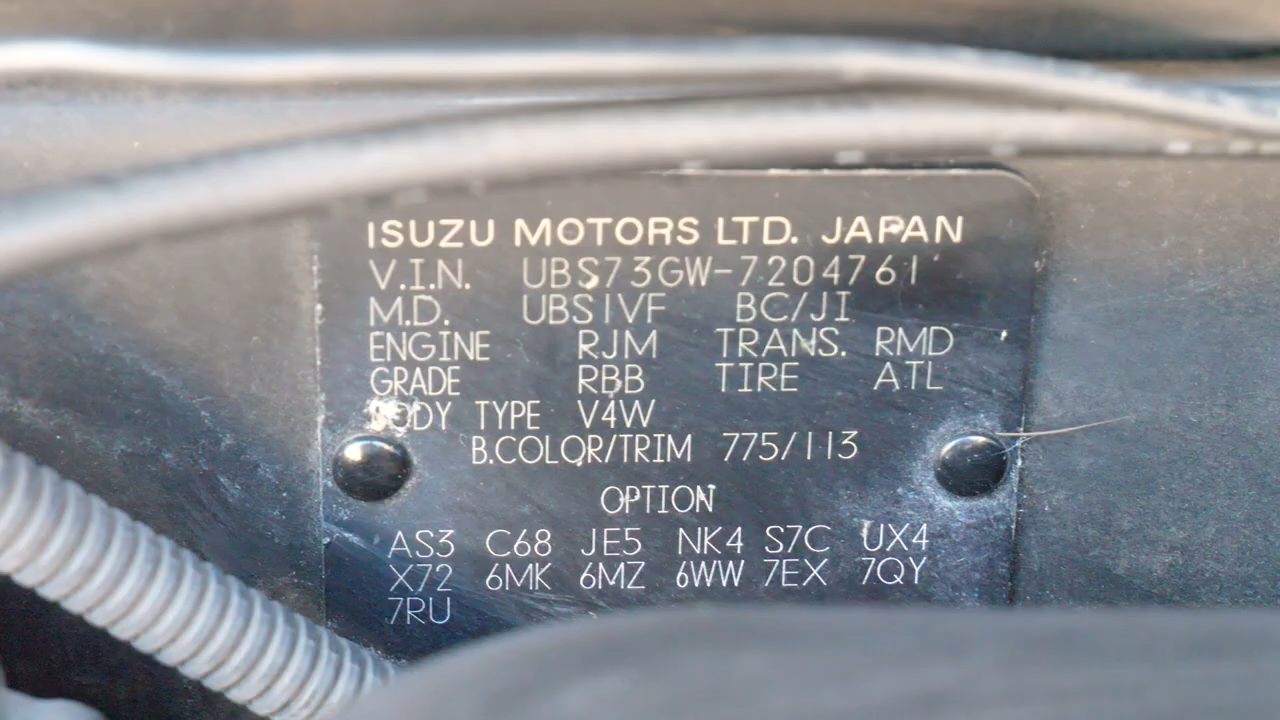 ISUZU MOTORS LTD. JAPAN
V.I.N. UBS73GW-7204761
M.D. UBS1VF BC/JI
ENGINE RJM TRANS. RMD
GRADE RBB TIRE ATL
BODY TYPE V4W
B.COLOR/TRIM 775/113
OPTION
AS3 C68 JE5 NK4 S7C UX4
X72 6MK 6MZ 6WW 7EX 7QY
7RU